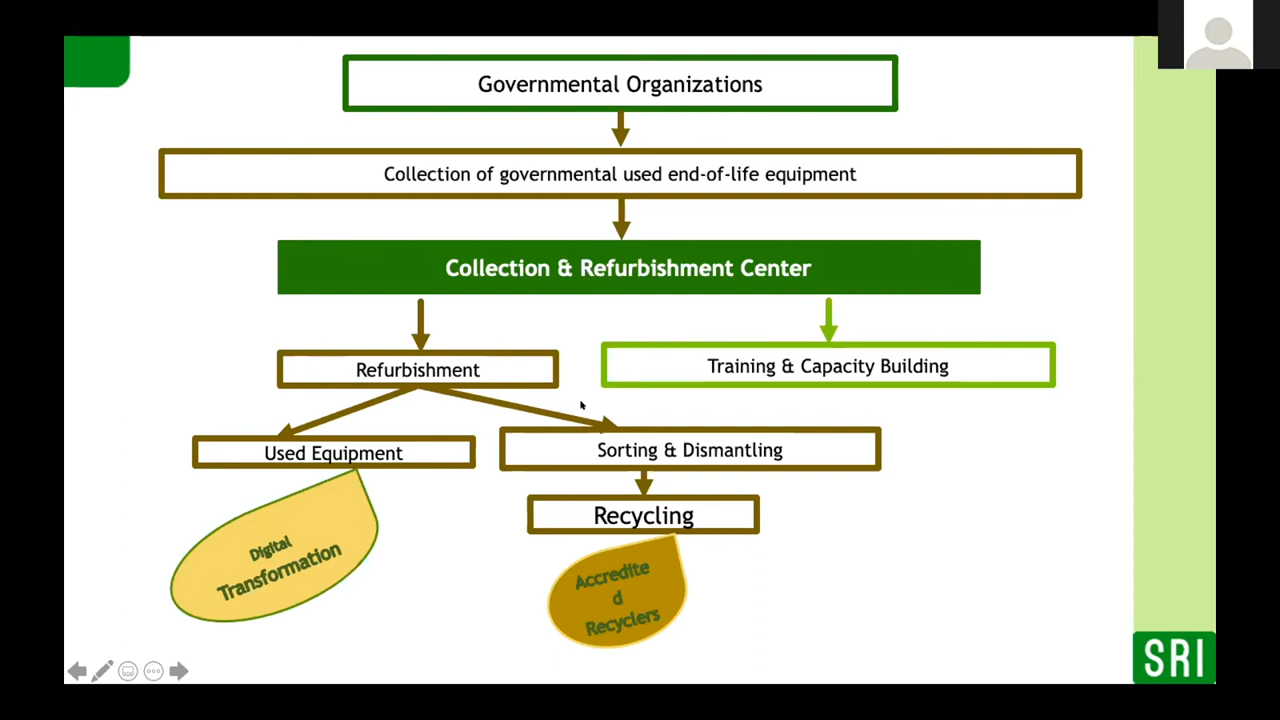 Governmental Organizations
Collection of governmental used end-of-life equipment
Collection & Refurbishment Center
Refurbishment
Training & Capacity Building
Used Equipment
Sorting & Dismantling
Recycling
Digital
Transformation
Accredite
d
Recyclers
SRI